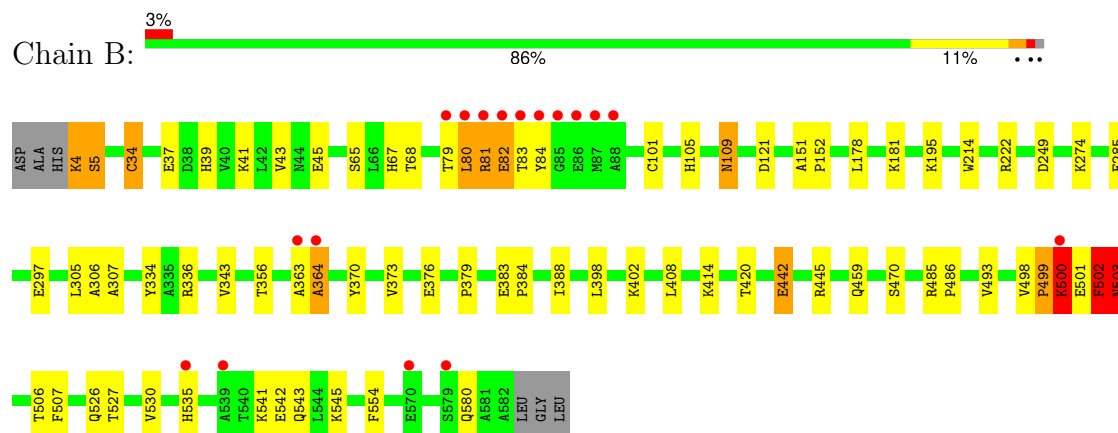 3%
Chain B:
86% 11% • ••
ASP ALA HIS K4 S5 C34 E37 D38 H39 V40 K41 L42 V43 N44 E45 S65 L66 H67 T68 T79 L80 R81 E82 T83 Y84 G85 E86 M87 A88 C101 H105 N109 D121 A151 P152 L178 K181 K195 W214 R222 D249 K274
E297 L305 A306 A307 Y334 A335 R336 V343 T356 A363 A364 Y370 V373 E376 P379 E383 P384 I388 L398 K402 L408 K414 T420 E442 R445 Q459 S470 R485 P486 V493 V498 P499 K500 E501 F502 N503
T506 F507 Q526 T527 V530 H535 A539 T540 K541 E542 Q543 L544 K545 F554 E570 S579 Q580 A581 A582 LEU GLY LEU